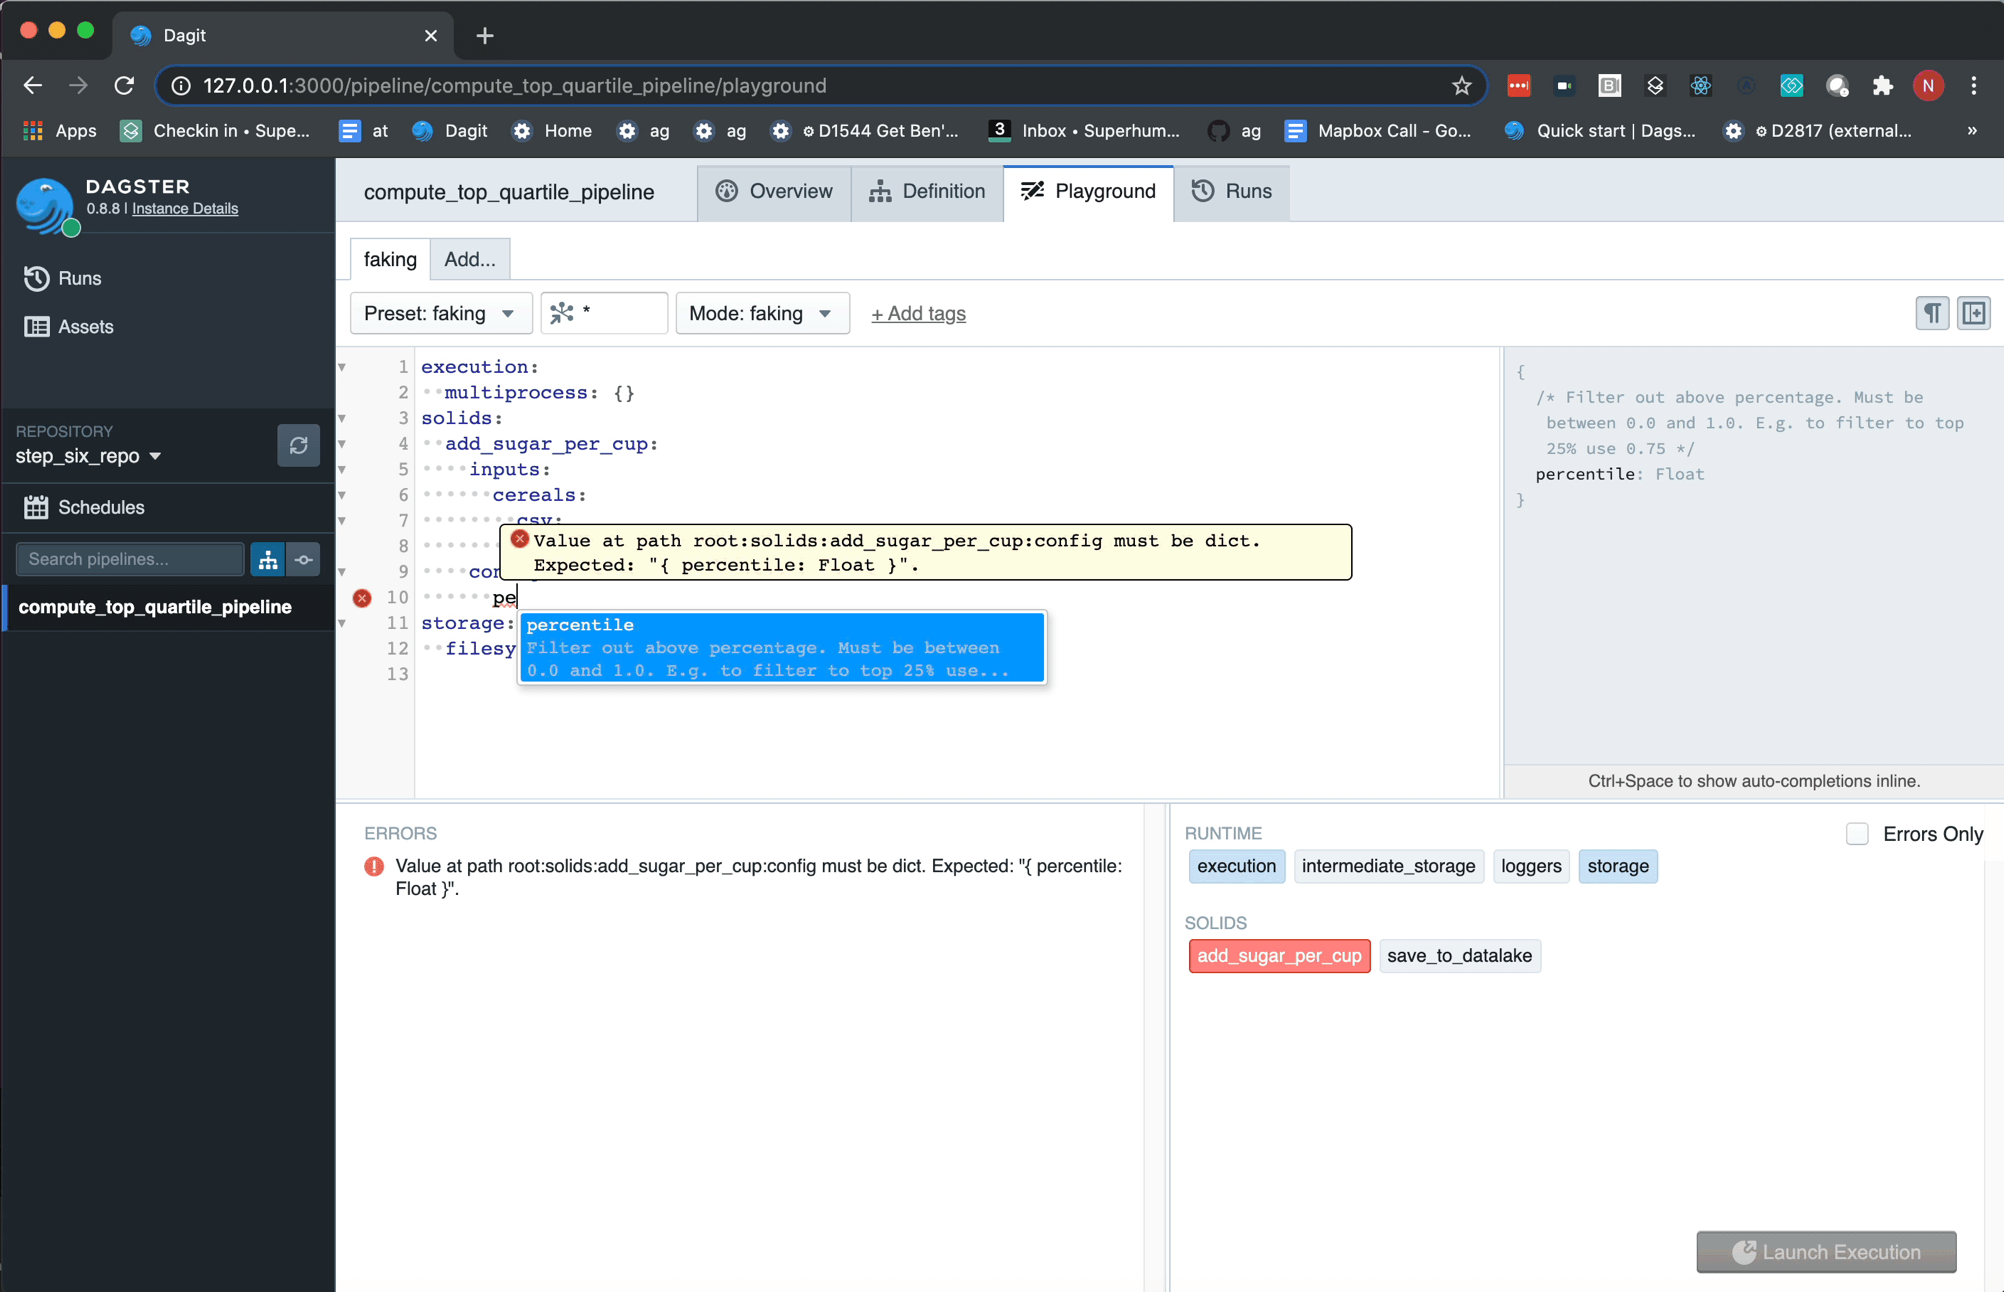 Dagit
127.0.0.1:3000/pipeline/compute_top_quartile_pipeline/playground
N
Apps
Checkin in • Supe...
at
Dagit
Home
ag
ag
D1544 Get Ben'...
3
Inbox • Superhum...
ag
Mapbox Call - Go...
Quick start | Dags...
D2817 (external...
»
DAGSTER
0.8.8 | Instance Details
Runs
Assets
REPOSITORY
step_six_repo
Schedules
Search pipelines...
compute_top_quartile_pipeline
compute_top_quartile_pipeline
Overview
Definition
Playground
Runs
faking
Add...
Preset: faking
*
Mode: faking
+ Add tags
1 execution:
2 multiprocess: {}
3 solids:
4 add_sugar_per_cup:
5 inputs:
6 cereals:
7 csv:
8
9 con
10 pe
11 storage:
12 filesy
13
Value at path root:solids:add_sugar_per_cup:config must be dict.
Expected: "{ percentile: Float }".
percentile
Filter out above percentage. Must be between
0.0 and 1.0. E.g. to filter to top 25% use...
{
/* Filter out above percentage. Must be
between 0.0 and 1.0. E.g. to filter to top
25% use 0.75 */
percentile: Float
}
Ctrl+Space to show auto-completions inline.
ERRORS
Value at path root:solids:add_sugar_per_cup:config must be dict. Expected: "{ percentile:
Float }".
RUNTIME
Errors Only
execution
intermediate_storage
loggers
storage
SOLIDS
add_sugar_per_cup
save_to_datalake
Launch Execution